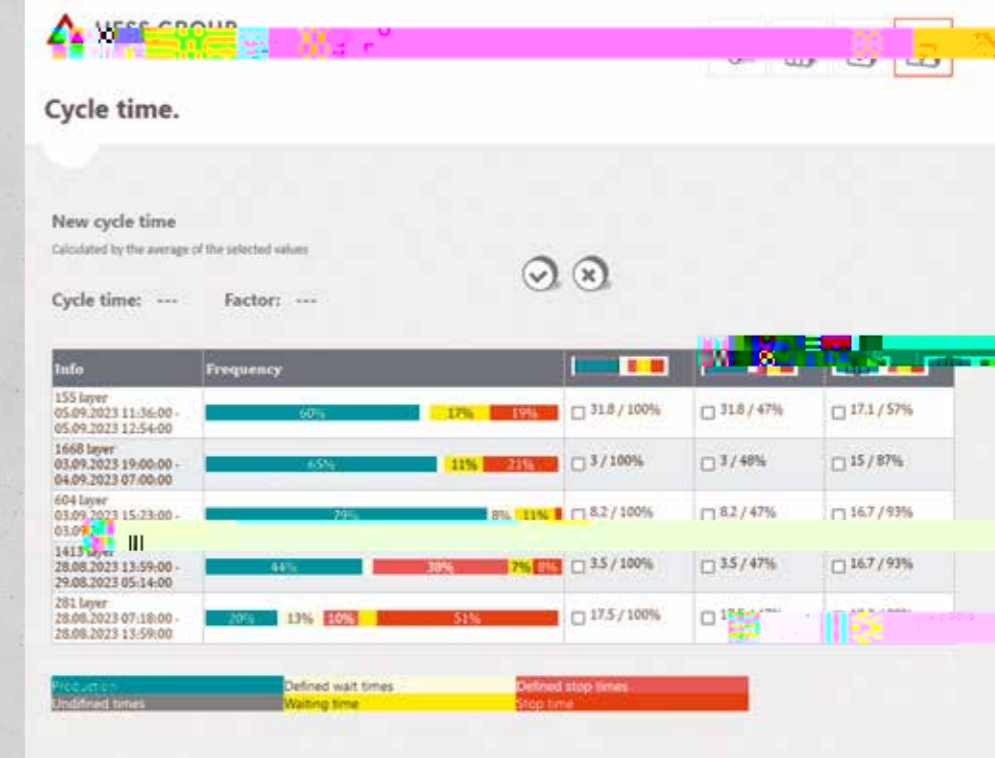 GROUP
Cycle time.
New cycle time
Calculated by the average of the selected values
Cycle time: --- Factor: ---
Info Frequency
155 layer
05.09.2023 11:36:00 -
05.09.2023 12:54:00
60% 17% 19% 31.8 / 100% 31.8 / 47% 17.1 / 57%
1668 layer
03.09.2023 19:00:00 -
04.09.2023 07:00:00
65% 11% 21% 3 / 100% 3 / 48% 15 / 87%
604 layer
03.09.2023 15:23:00 -
79% 8% 11% 8.2 / 100% 8.2 / 47% 16.7 / 93%
1413 layer
28.08.2023 13:59:00 -
29.08.2023 05:14:00
44% 38% 7% 8% 3.5 / 100% 3.5 / 47% 16.7 / 93%
281 layer
28.08.2023 07:18:00 -
28.08.2023 13:59:00
20% 13% 10% 51% 17.5 / 100%
Production Defined wait times Defined stop times
Undifined times Waiting time Stop time